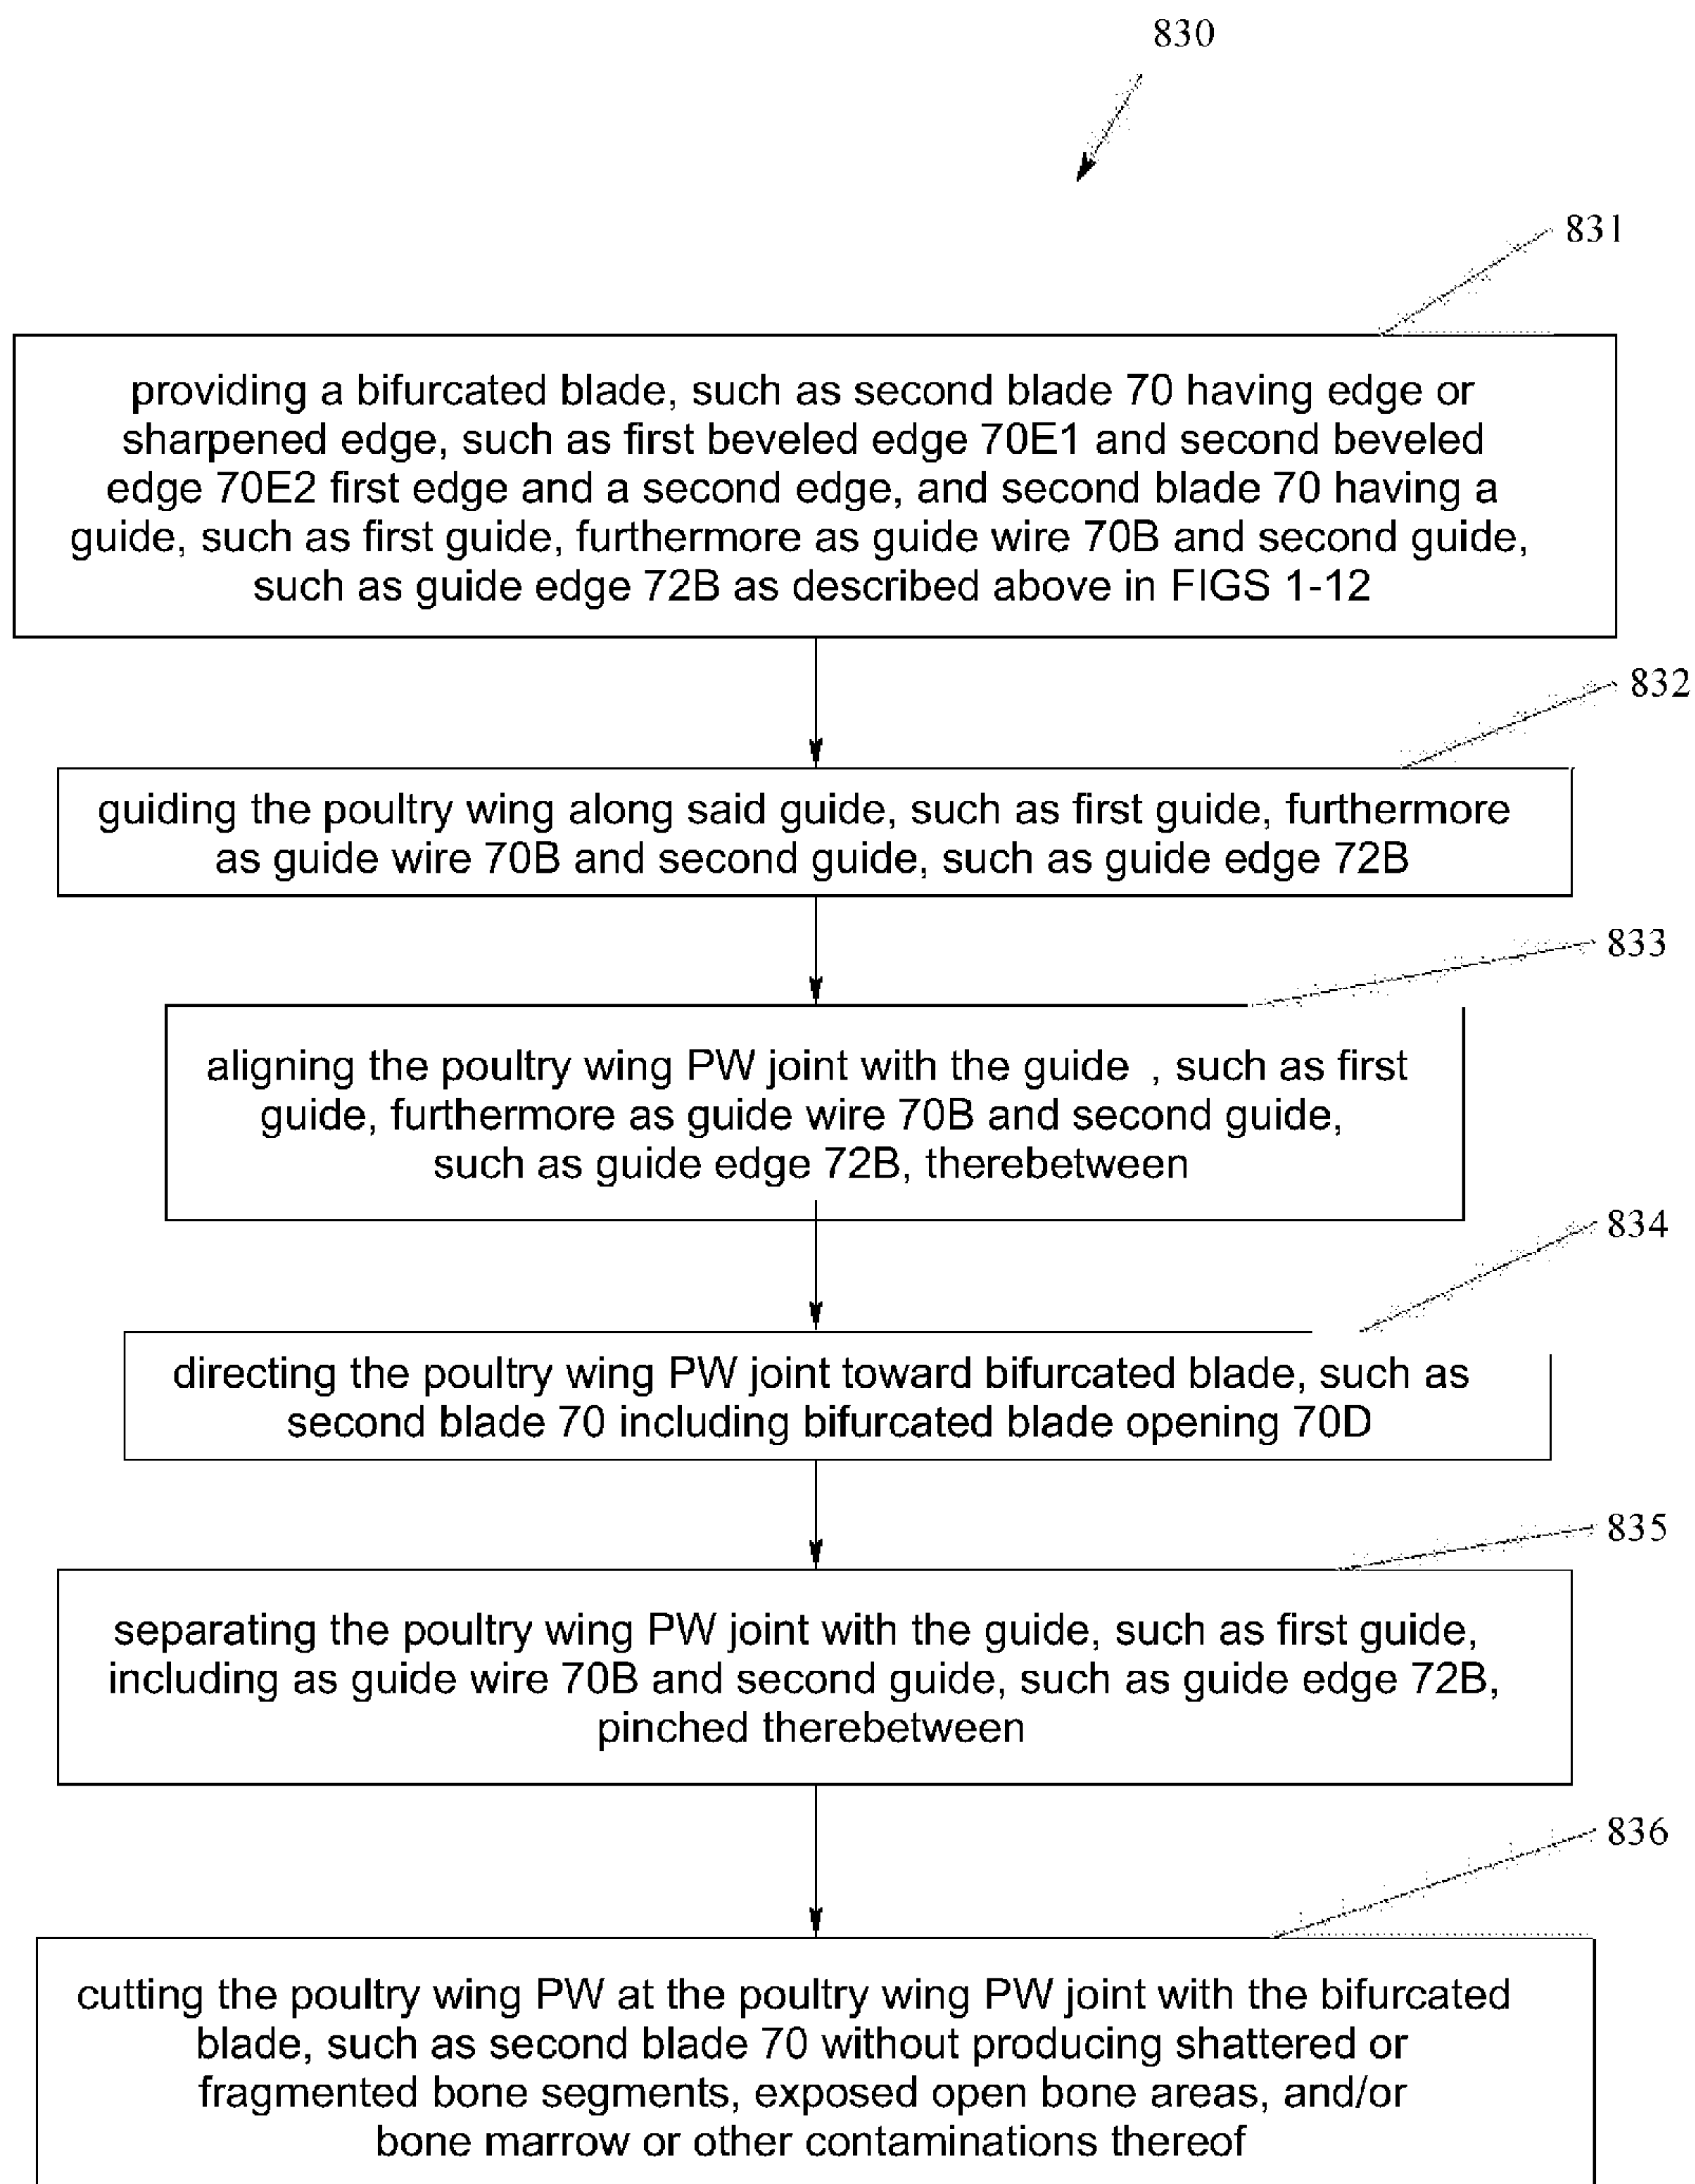 830
831
providing a bifurcated blade, such as second blade 70 having edge or
sharpened edge, such as first beveled edge 70E1 and second beveled
edge 70E2 first edge and a second edge, and second blade 70 having a
guide, such as first guide, furthermore as guide wire 70B and second guide,
such as guide edge 72B as described above in FIGS 1-12
832
guiding the poultry wing along said guide, such as first guide, furthermore
as guide wire 70B and second guide, such as guide edge 72B
833
aligning the poultry wing PW joint with the guide , such as first
guide, furthermore as guide wire 70B and second guide,
such as guide edge 72B, therebetween
834
directing the poultry wing PW joint toward bifurcated blade, such as
second blade 70 including bifurcated blade opening 70D
835
separating the poultry wing PW joint with the guide, such as first guide,
including as guide wire 70B and second guide, such as guide edge 72B,
pinched therebetween
836
cutting the poultry wing PW at the poultry wing PW joint with the bifurcated
blade, such as second blade 70 without producing shattered or
fragmented bone segments, exposed open bone areas, and/or
bone marrow or other contaminations thereof